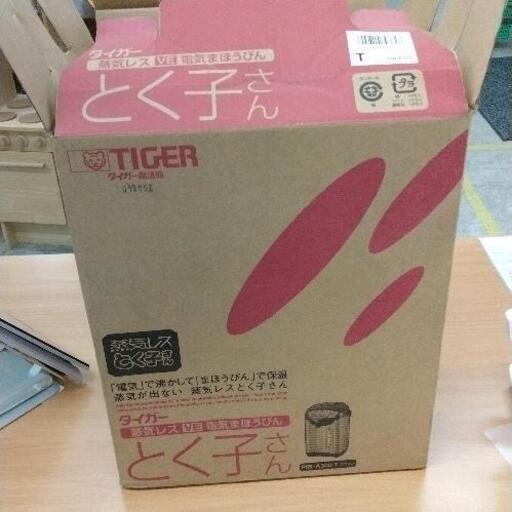 タイガー
蒸気レス VE 電気まほうびん
とく子さん
T
プラ
TIGER
タイガー魔法瓶
蒸気レス
とく子さん
「電気」で沸かして「まほうびん」で保温
蒸気が出ない 蒸気レスとく子さん
タイガー
蒸気レス VE 電気まほうびん
とく子さん